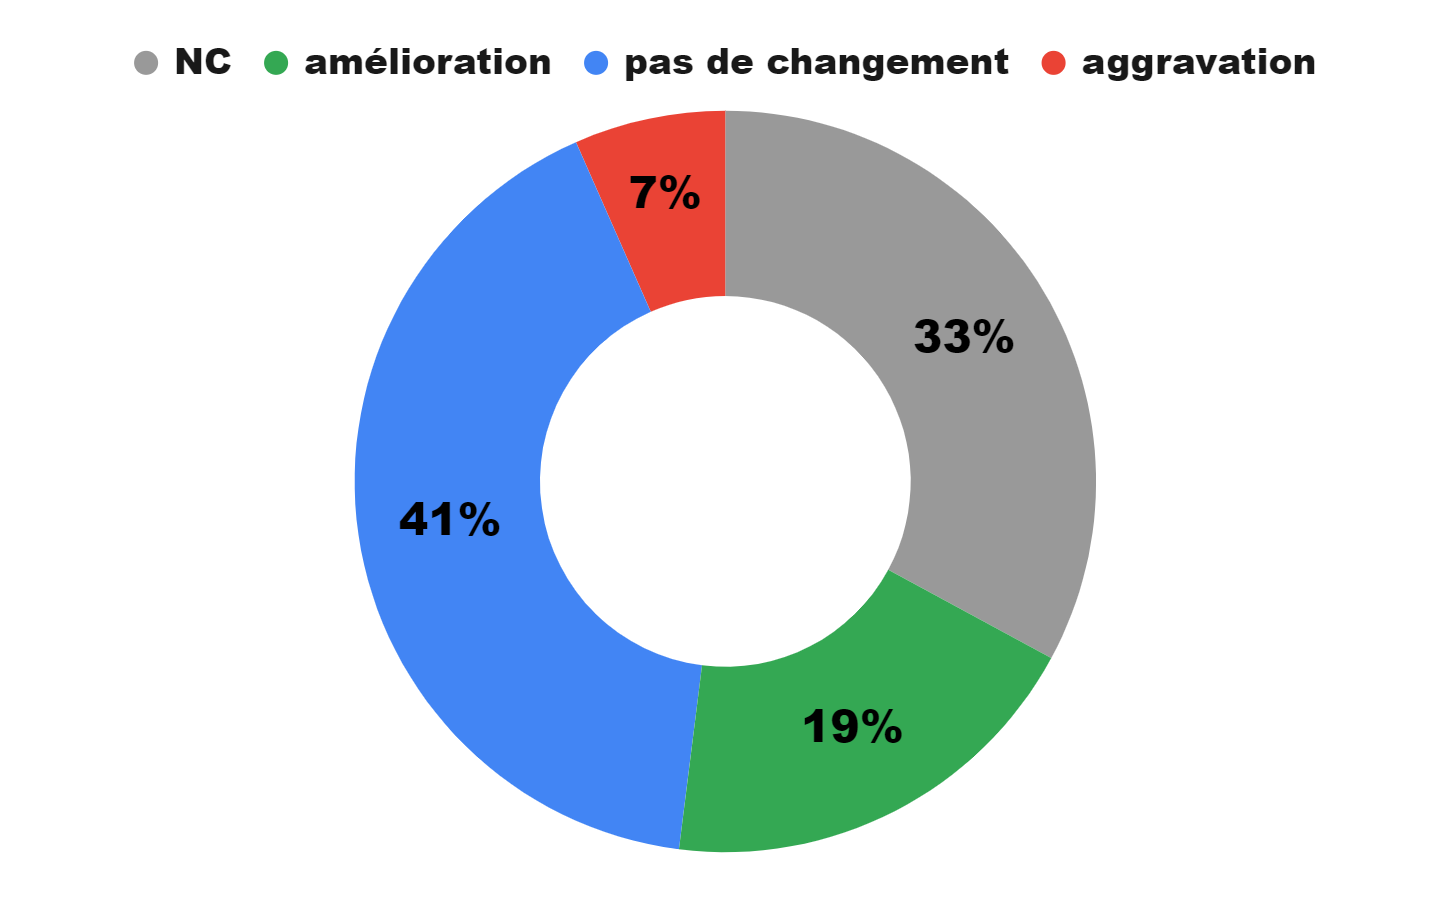 NC amélioration pas de changement aggravation
7%
33%
41%
19%